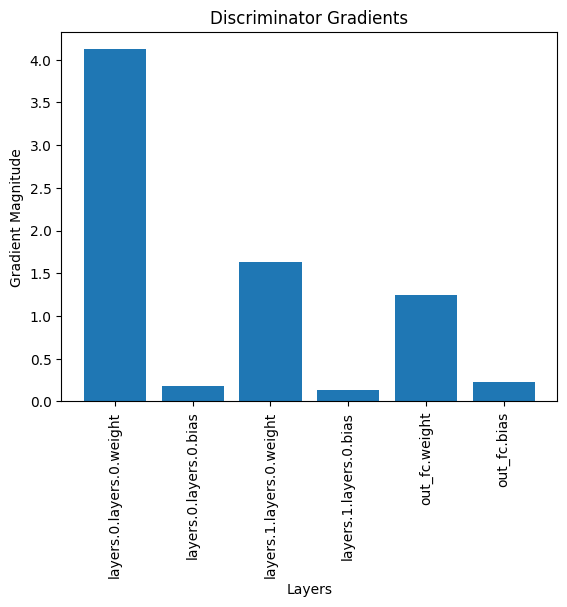 Discriminator Gradients
Gradient Magnitude
4.0
3.5
3.0
2.5
2.0
1.5
1.0
0.5
0.0
layers.0.layers.0.weight
layers.0.layers.0.bias
layers.1.layers.0.weight
layers.1.layers.0.bias
out_fc.weight
out_fc.bias
Layers